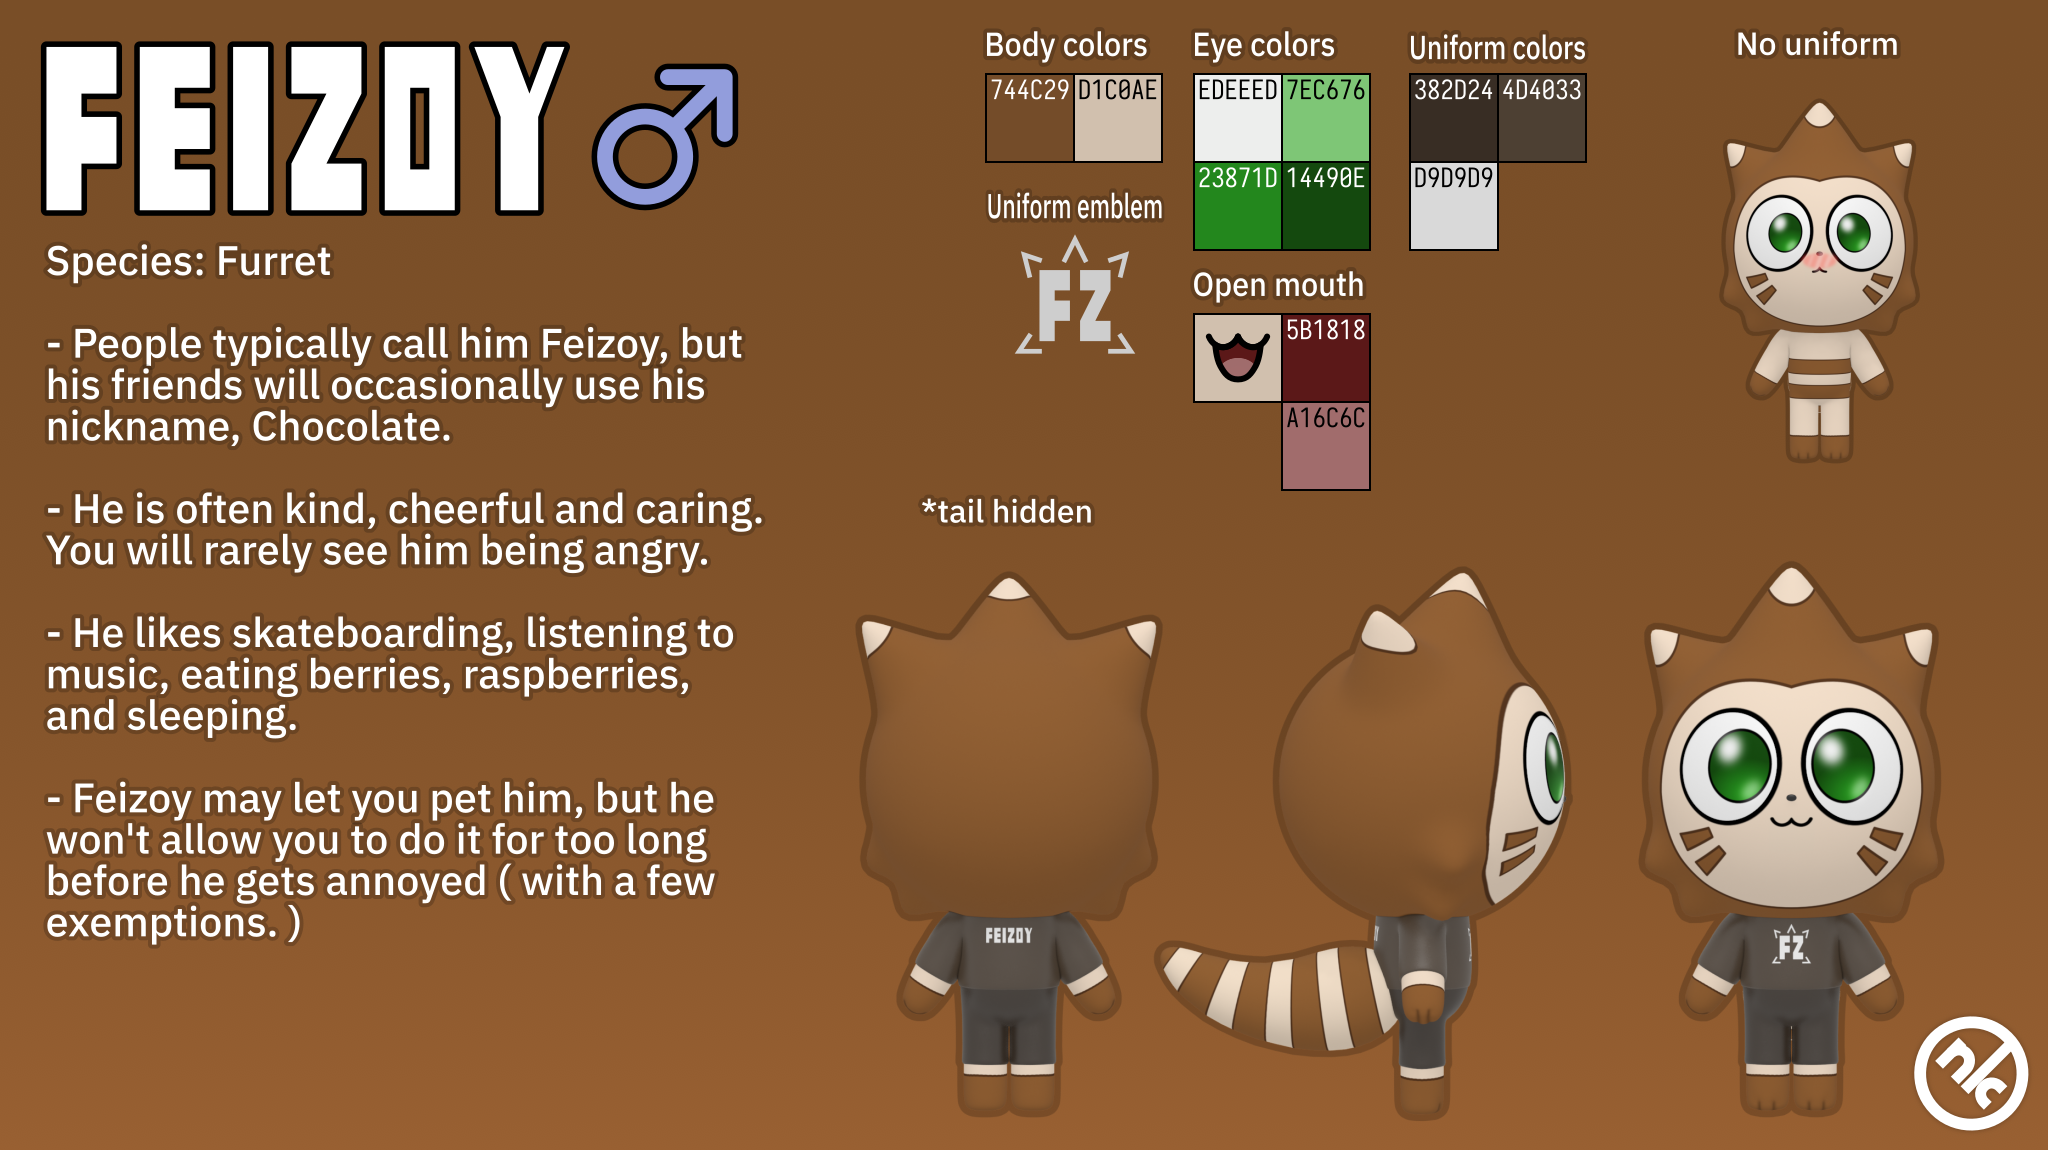 FEIZOY
Species: Furret
- People typically call him Feizoy, but
his friends will occasionally use his
nickname, Chocolate.
- He is often kind, cheerful and caring.
You will rarely see him being angry.
- He likes skateboarding, listening to
music, eating berries, raspberries,
and sleeping.
- Feizoy may let you pet him, but he
won't allow you to do it for too long
before he gets annoyed ( with a few
exemptions. )
Body colors
744C29 D1C0AE
Uniform emblem
FZ
Eye colors
EDEEED 7EC676
23871D 14490E
Open mouth
5B1818
A16C6C
Uniform colors
382D24 4D4033
D9D9D9
No uniform
*tail hidden
FEIZOY
FZ
n/c